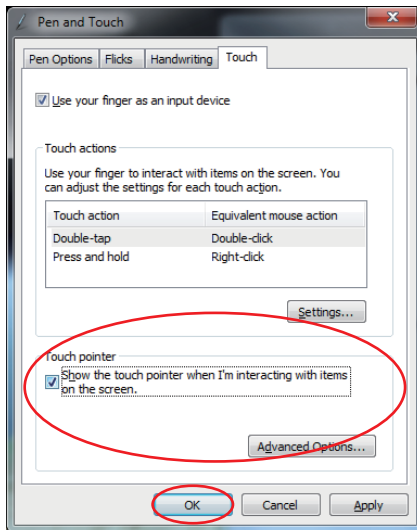 Pen and Touch
Pen Options Flicks Handwriting Touch
Use your finger as an input device
Touch actions
Use your finger to interact with items on the screen. You
can adjust the settings for each touch action.
Touch action Equivalent mouse action
Double-tap Double-click
Press and hold Right-click
Settings...
Touch pointer
Show the touch pointer when I'm interacting with items
on the screen.
Advanced Options...
OK Cancel Apply